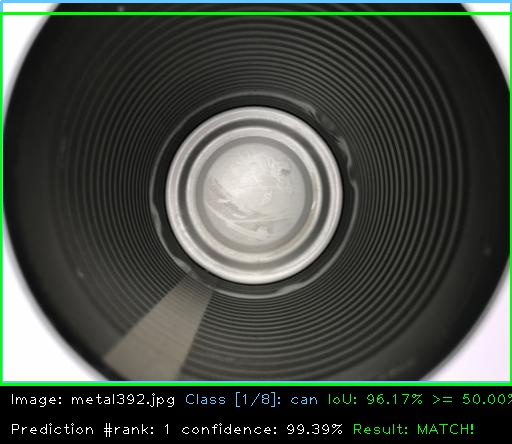 Image: metal392.jpg Class [1/8]: can IoU: 96.17% >= 50.00%
Prediction #rank: 1 confidence: 99.39% Result: MATCH!